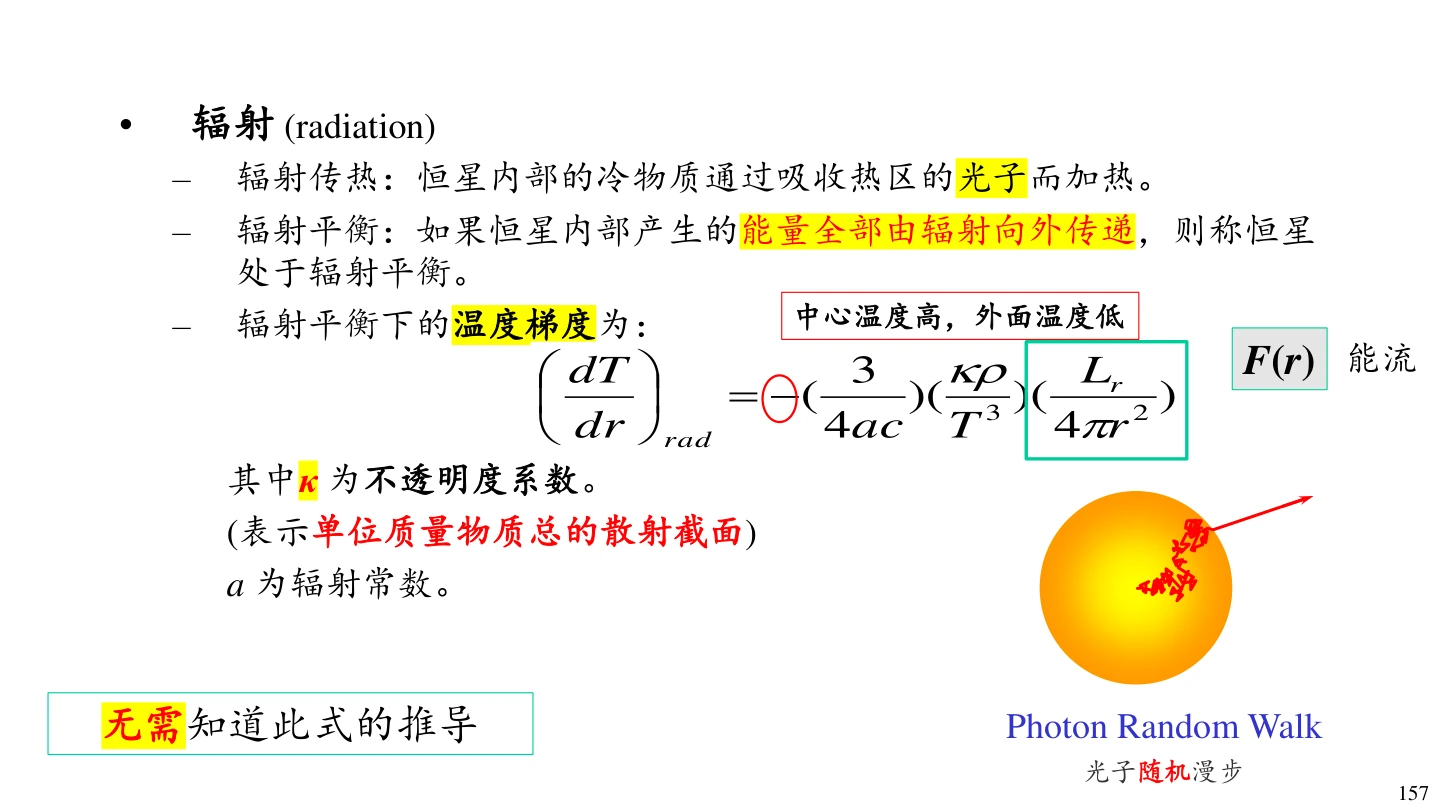 • 辐射 (radiation)
– 辐射传热：恒星内部的冷物质通过吸收热区的光子而加热。
– 辐射平衡：如果恒星内部产生的能量全部由辐射向外传递，则称恒星
处于辐射平衡。
– 辐射平衡下的温度梯度为：
中心温度高，外面温度低
(dT/dr)_rad = −(3/4ac)(κρ/T³)(L_r/4πr²)
F(r) 能流
其中κ 为不透明度系数。
(表示单位质量物质总的散射截面)
a 为辐射常数。
无需知道此式的推导
Photon Random Walk
光子随机漫步
157